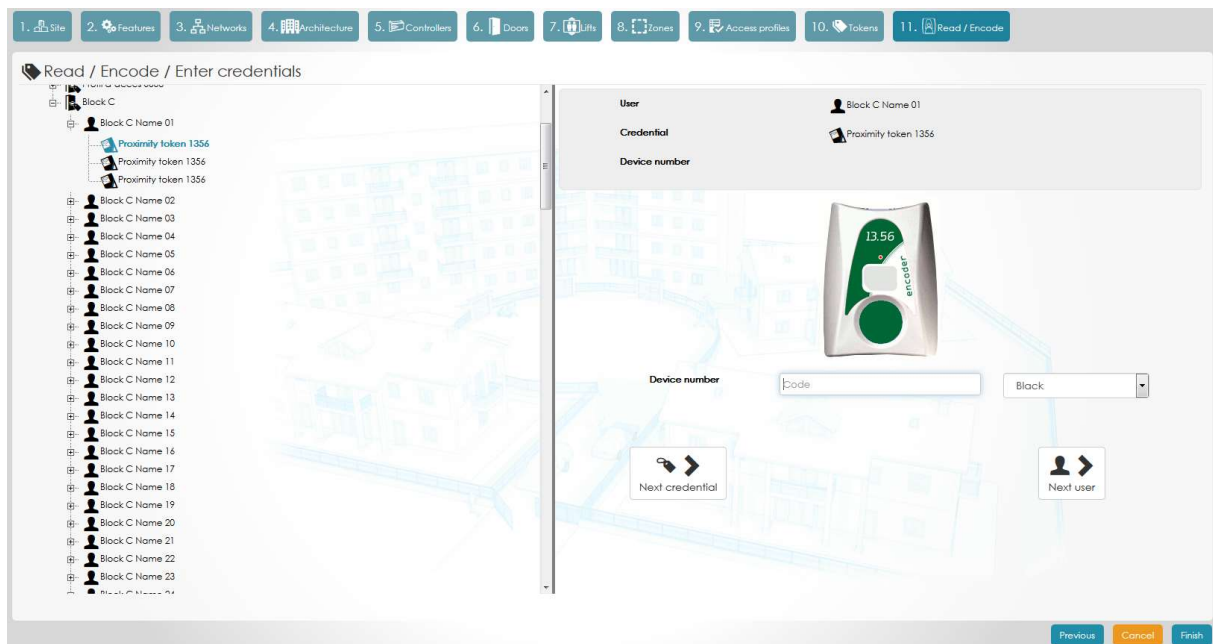 1. Site 2. Features 3. Networks 4. Architecture 5. Controllers 6. Doors 7. Lifts 8. Zones 9. Access profiles 10. Tokens 11. Read / Encode
Read / Encode / Enter credentials
Block C
Block C Name 01
Proximity token 1356
Proximity token 1356
Proximity token 1356
Block C Name 02
Block C Name 03
Block C Name 04
Block C Name 05
Block C Name 06
Block C Name 07
Block C Name 08
Block C Name 09
Block C Name 10
Block C Name 11
Block C Name 12
Block C Name 13
Block C Name 14
Block C Name 15
Block C Name 16
Block C Name 17
Block C Name 18
Block C Name 19
Block C Name 20
Block C Name 21
Block C Name 22
Block C Name 23
User Block C Name 01
Credential Proximity token 1356
Device number
13.56
encoder
Device number Code Black
Next credential Next user
Previous Cancel Finish